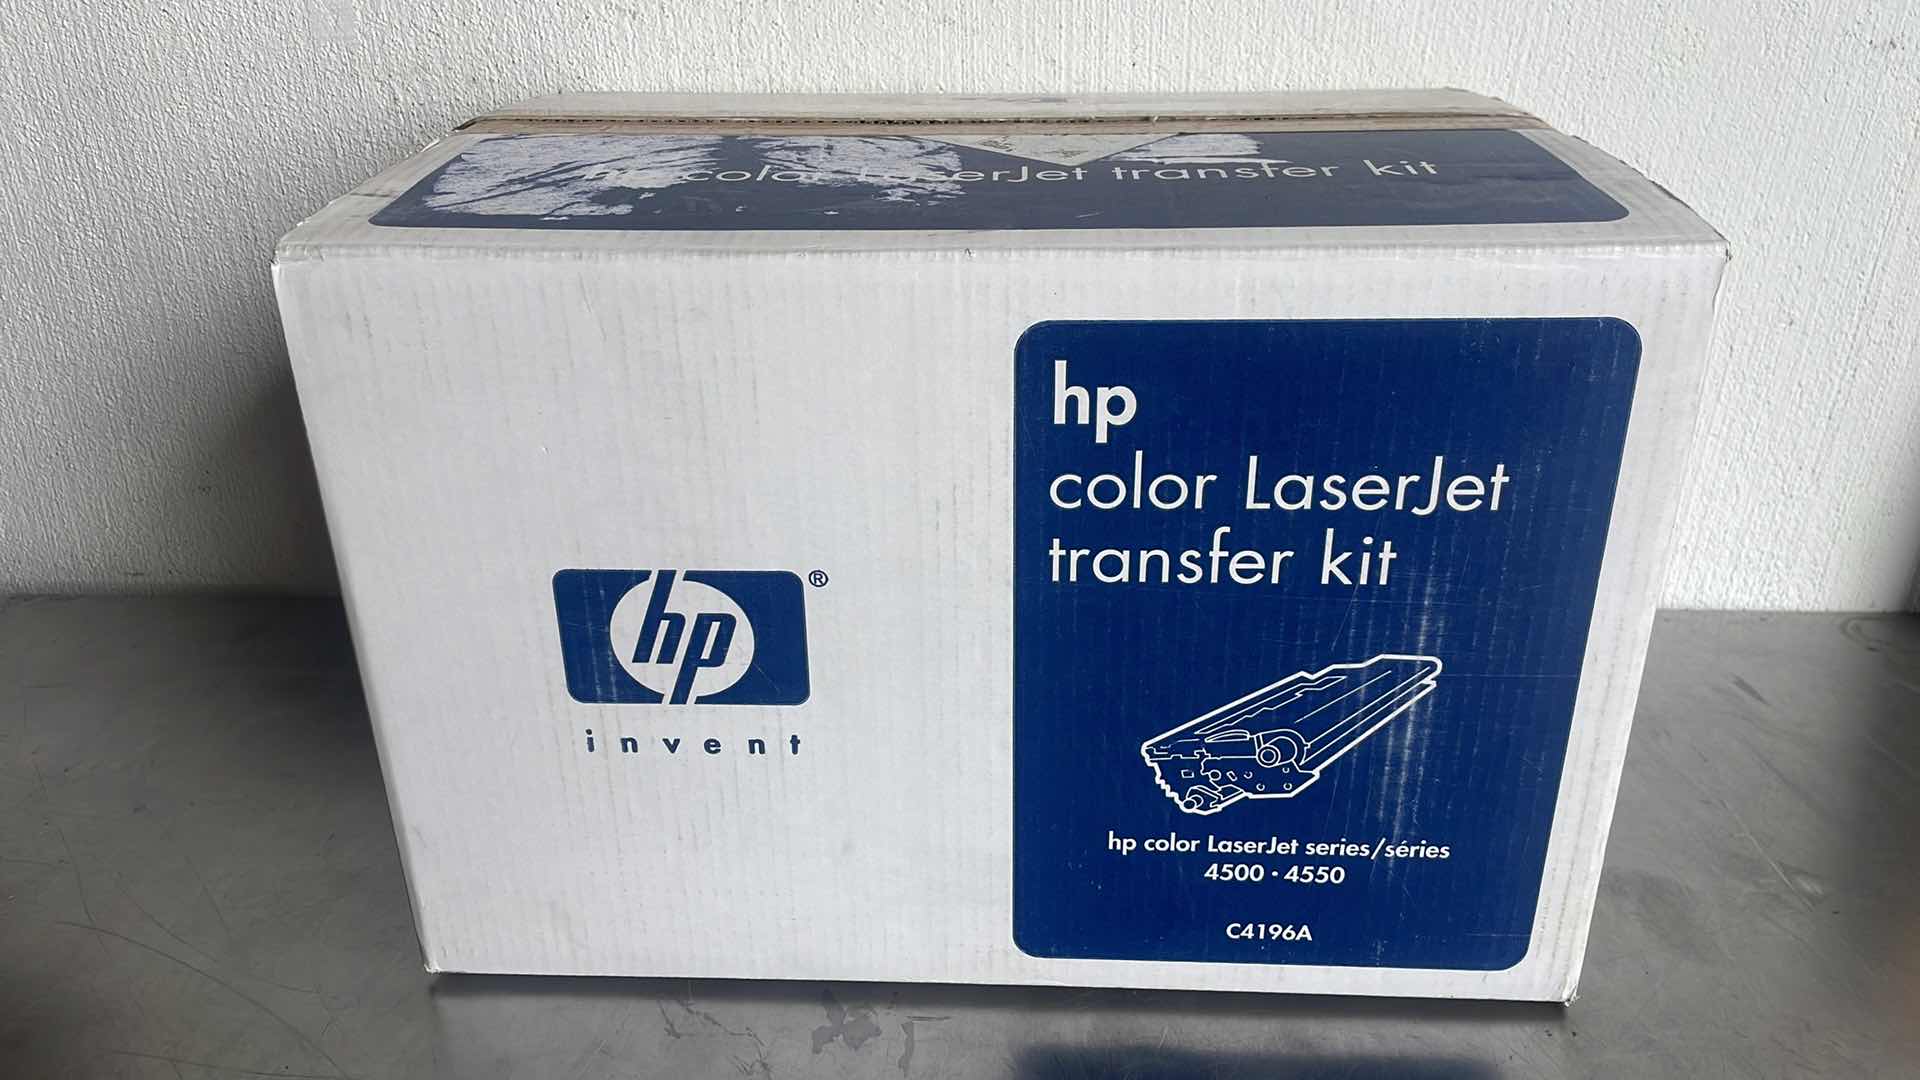 color LaserJet transfer kit
hp
color LaserJet
transfer kit
hp®
invent
hp color LaserJet series/séries
4500 • 4550
C4196A